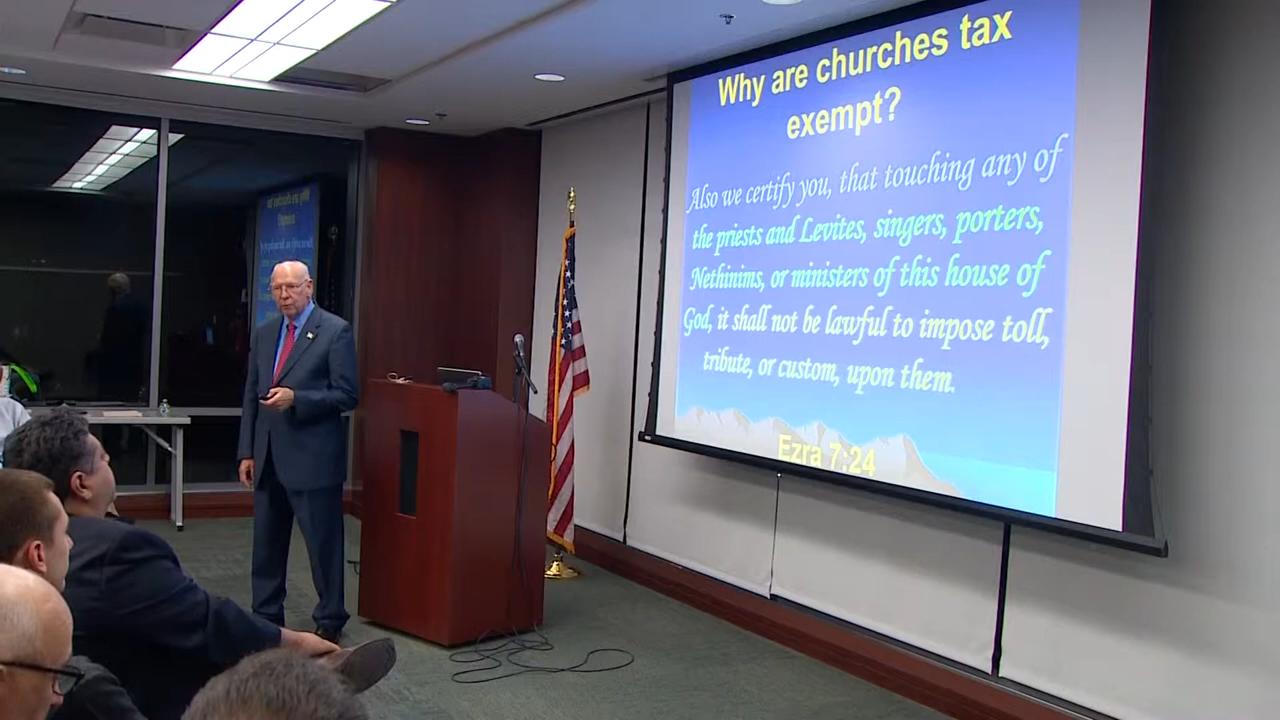 Why are churches tax
exempt?
Also we certify you, that touching any of
the priests and Levites, singers, porters,
Nethinims, or ministers of this house of
God, it shall not be lawful to impose toll,
tribute, or custom, upon them.
Ezra 7:24